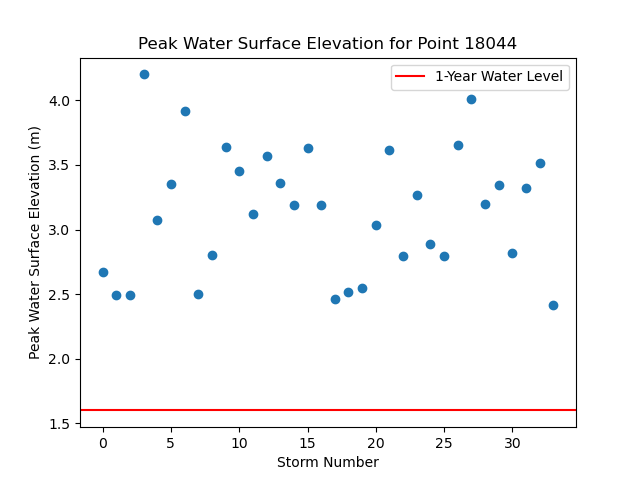 Peak Water Surface Elevation for Point 18044
1-Year Water Level
Peak Water Surface Elevation (m)
4.0
3.5
3.0
2.5
2.0
1.5
0 5 10 15 20 25 30
Storm Number